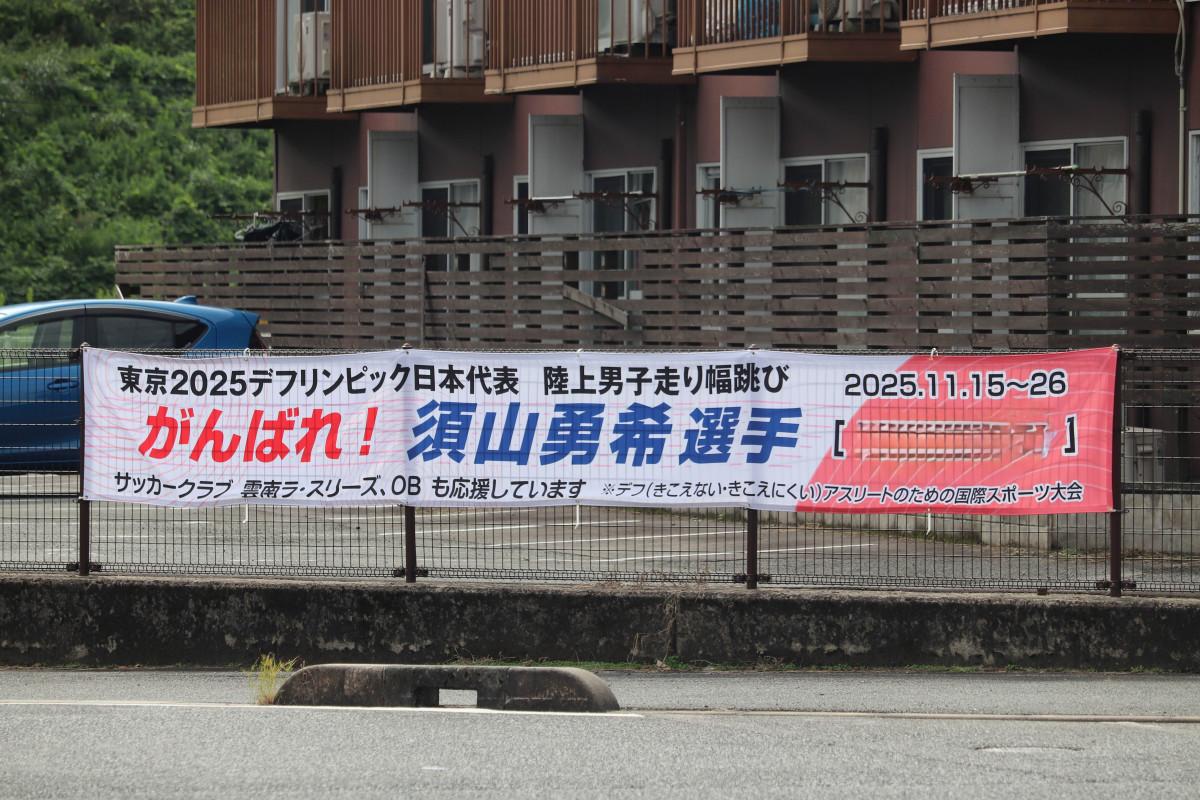 東京2025デフリンピック日本代表 陸上男子走り幅跳び 2025.11.15～26
がんばれ! 須山勇希選手 [ ]
サッカークラブ 雲南ラ・スリーズ、OB も応援しています ※デフ(きこえない・きこえにくい)アスリートのための国際スポーツ大会